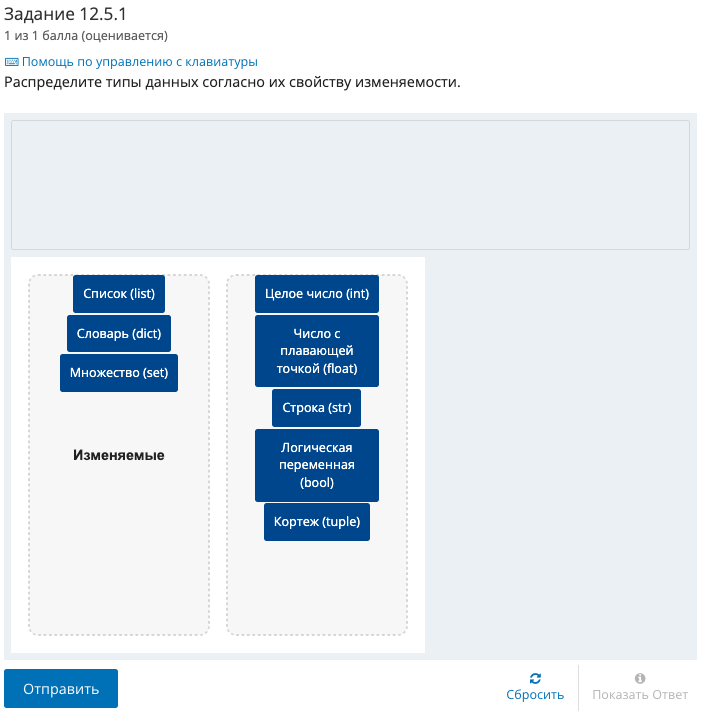 Задание 12.5.1
1 из 1 балла (оценивается)
Помощь по управлению с клавиатуры
Распределите типы данных согласно их свойству изменяемости.
Список (list)
Словарь (dict)
Множество (set)
Изменяемые
Целое число (int)
Число с
плавающей
точкой (float)
Строка (str)
Логическая
переменная
(bool)
Кортеж (tuple)
Отправить
Сбросить
Показать Ответ